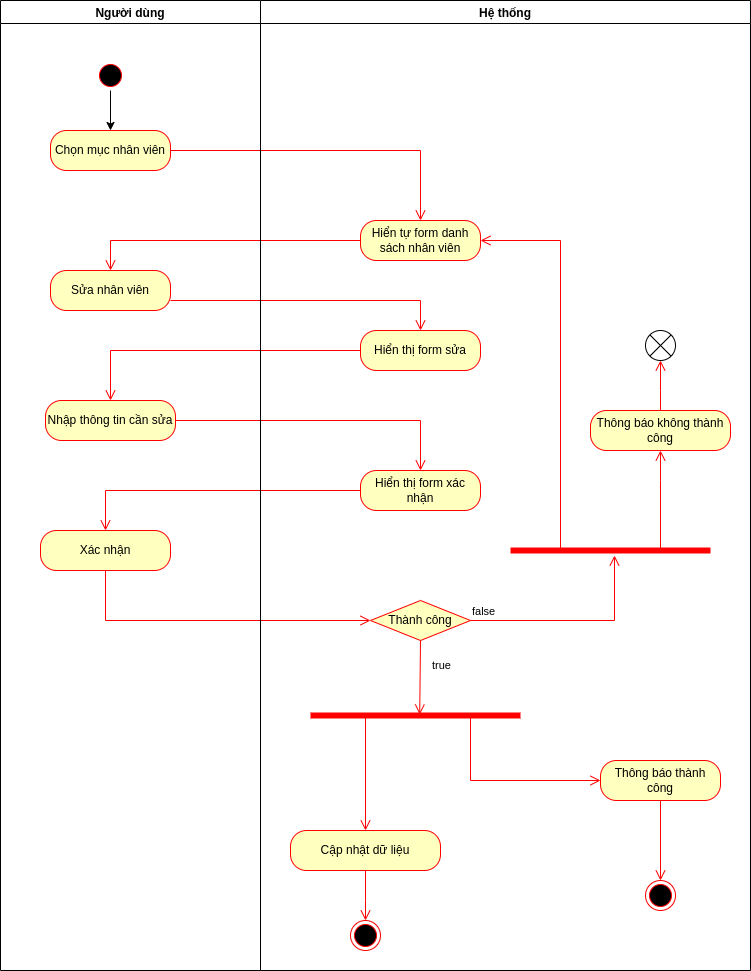 Người dùng
Hệ thống
Chọn mục nhân viên
Hiển tự form danh
sách nhân viên
Sửa nhân viên
Hiển thị form sửa
Nhập thông tin cần sửa
Thông báo không thành
công
Hiển thị form xác
nhận
Xác nhận
Thành công
false
true
Thông báo thành
công
Cập nhật dữ liệu